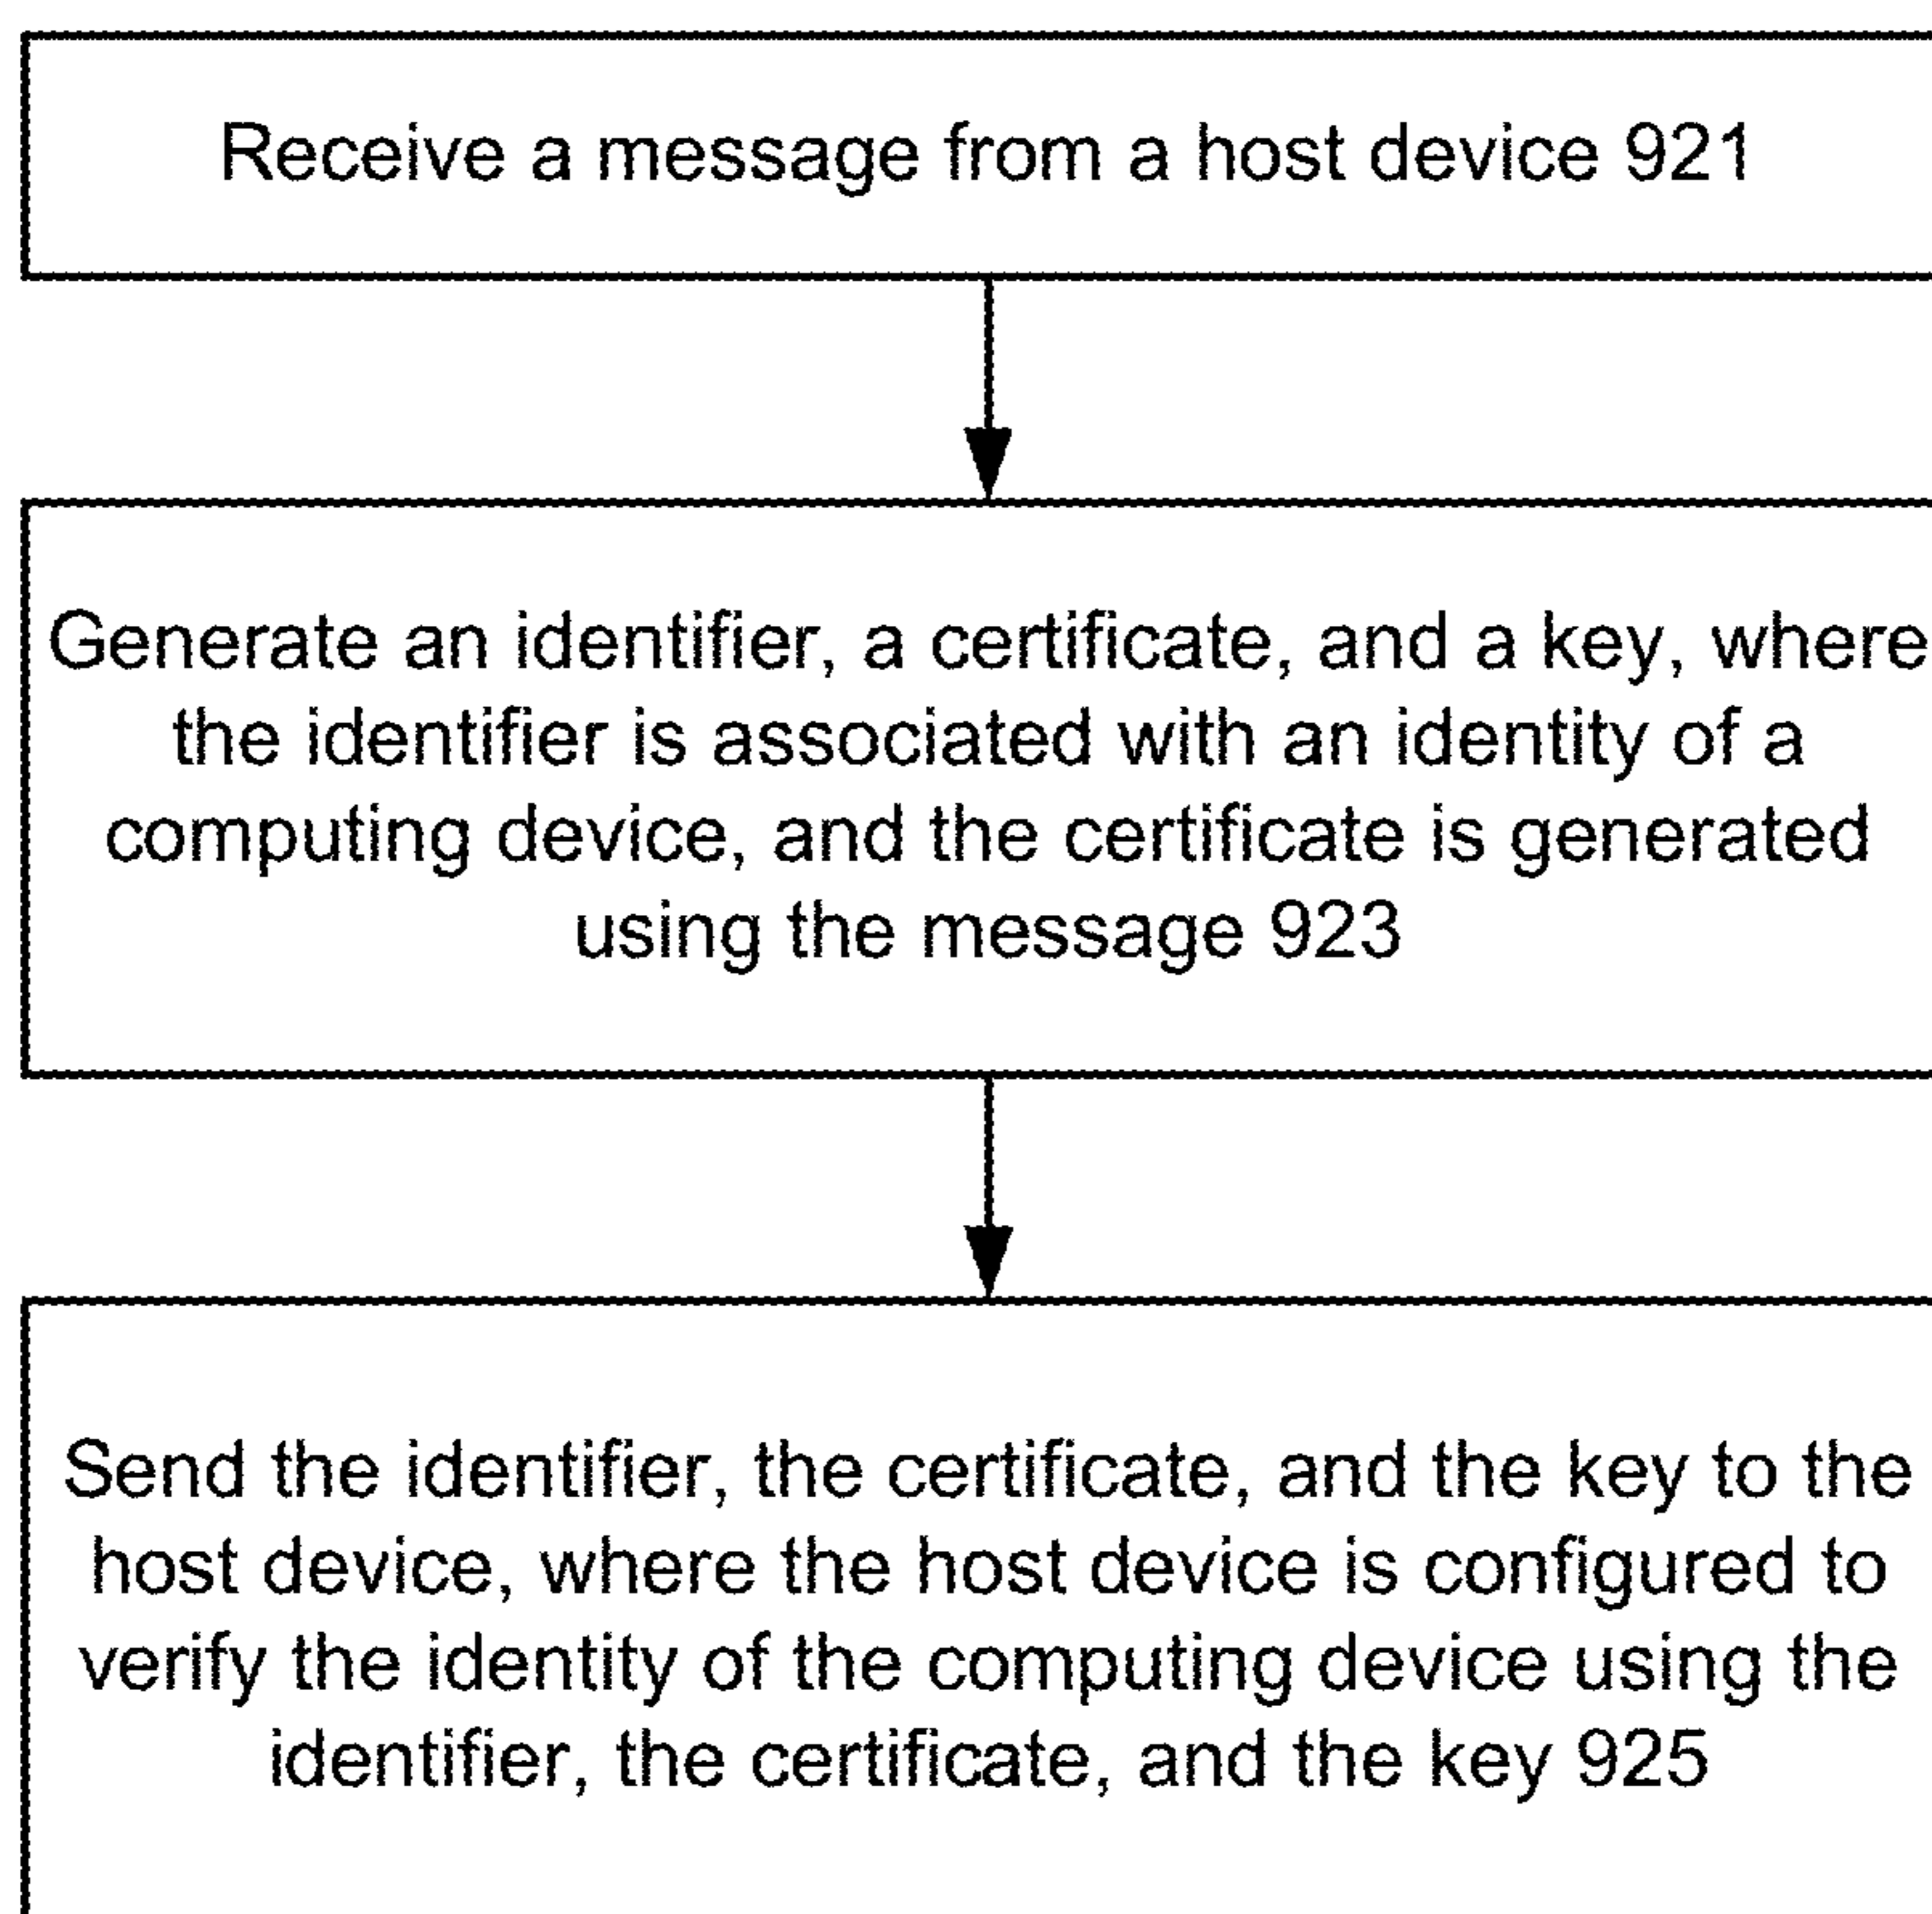 Receive a message from a host device 921
Generate an identifier, a certificate, and a key, where
the identifier is associated with an identity of a
computing device, and the certificate is generated
using the message 923
Send the identifier, the certificate, and the key to the
host device, where the host device is configured to
verify the identity of the computing device using the
identifier, the certificate, and the key 925